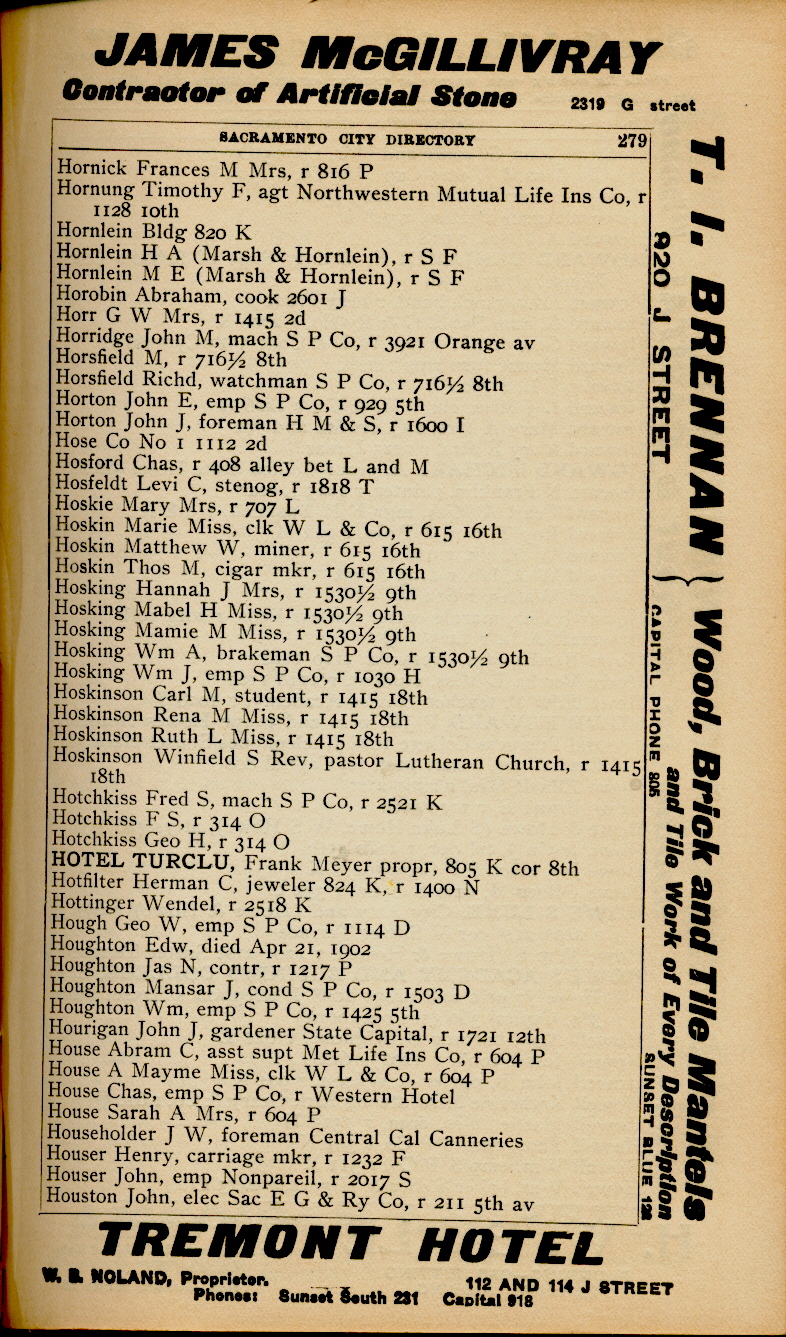 JAMES McGILLIVRAY
Contractor of Artificial Stone 2319 G street
SACRAMENTO CITY DIRECTORY 279
Hornick Frances M Mrs, r 816 P
Hornung Timothy F, agt Northwestern Mutual Life Ins Co, r
1128 10th
Hornlein Bldg 820 K
Hornlein H A (Marsh & Hornlein), r S F
Hornlein M E (Marsh & Hornlein), r S F
Horobin Abraham, cook 2601 J
Horr G W Mrs, r 1415 2d
Horridge John M, mach S P Co, r 3921 Orange av
Horsfield M, r 716½ 8th
Horsfield Richd, watchman S P Co, r 716½ 8th
Horton John E, emp S P Co, r 929 5th
Horton John J, foreman H M & S, r 1600 I
Hose Co No 1 1112 2d
Hosford Chas, r 408 alley bet L and M
Hosfeldt Levi C, stenog, r 1818 T
Hoskie Mary Mrs, r 707 L
Hoskin Marie Miss, clk W L & Co, r 615 16th
Hoskin Matthew W, miner, r 615 16th
Hoskin Thos M, cigar mkr, r 615 16th
Hosking Hannah J Mrs, r 1530½ 9th
Hosking Mabel H Miss, r 1530½ 9th
Hosking Mamie M Miss, r 1530½ 9th
Hosking Wm A, brakeman S P Co, r 1530½ 9th
Hosking Wm J, emp S P Co, r 1030 H
Hoskinson Carl M, student, r 1415 18th
Hoskinson Rena M Miss, r 1415 18th
Hoskinson Ruth L Miss, r 1415 18th
Hoskinson Winfield S Rev, pastor Lutheran Church, r 1415
18th
Hotchkiss Fred S, mach S P Co, r 2521 K
Hotchkiss F S, r 314 O
Hotchkiss Geo H, r 314 O
HOTEL TURCLU, Frank Meyer propr, 805 K cor 8th
Hotfilter Herman C, jeweler 824 K, r 1400 N
Hottinger Wendel, r 2518 K
Hough Geo W, emp S P Co, r 1114 D
Houghton Edw, died Apr 21, 1902
Houghton Jas N, contr, r 1217 P
Houghton Mansar J, cond S P Co, r 1503 D
Houghton Wm, emp S P Co, r 1425 5th
Hourigan John J, gardener State Capital, r 1721 12th
House Abram C, asst supt Met Life Ins Co, r 604 P
House A Mayme Miss, clk W L & Co, r 604 P
House Chas, emp S P Co, r Western Hotel
House Sarah A Mrs, r 604 P
Householder J W, foreman Central Cal Canneries
Houser Henry, carriage mkr, r 1232 F
Houser John, emp Nonpareil, r 2017 S
Houston John, elec Sac E G & Ry Co, r 211 5th av
T. I. BRENNAN } Wood, Brick and Tile Mantels
and Tile Work of Every Description
920 J STREET
CAPITAL PHONE 805
SUNSET BLUE 128
TREMONT HOTEL
W. B. NOLAND, Proprietor. 112 AND 114 J STREET
Phones: Sunset South 231 Capital 918